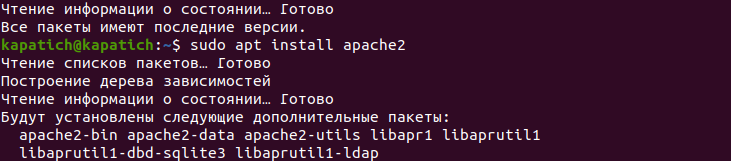 Чтение информации о состоянии… Готово
Все пакеты имеют последние версии.
kapatich@kapatich:~$ sudo apt install apache2
Чтение списков пакетов… Готово
Построение дерева зависимостей
Чтение информации о состоянии… Готово
Будут установлены следующие дополнительные пакеты:
  apache2-bin apache2-data apache2-utils libapr1 libaprutil1
  libaprutil1-dbd-sqlite3 libaprutil1-ldap